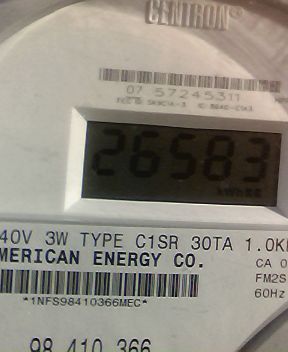 CENTRON®
07 57245311
26583
kWh
40V 3W TYPE C1SR 30TA 1.0K
MERICAN ENERGY CO.
CA 0
FM2S
60Hz
*1NFS98410366MEC*
98 410 366